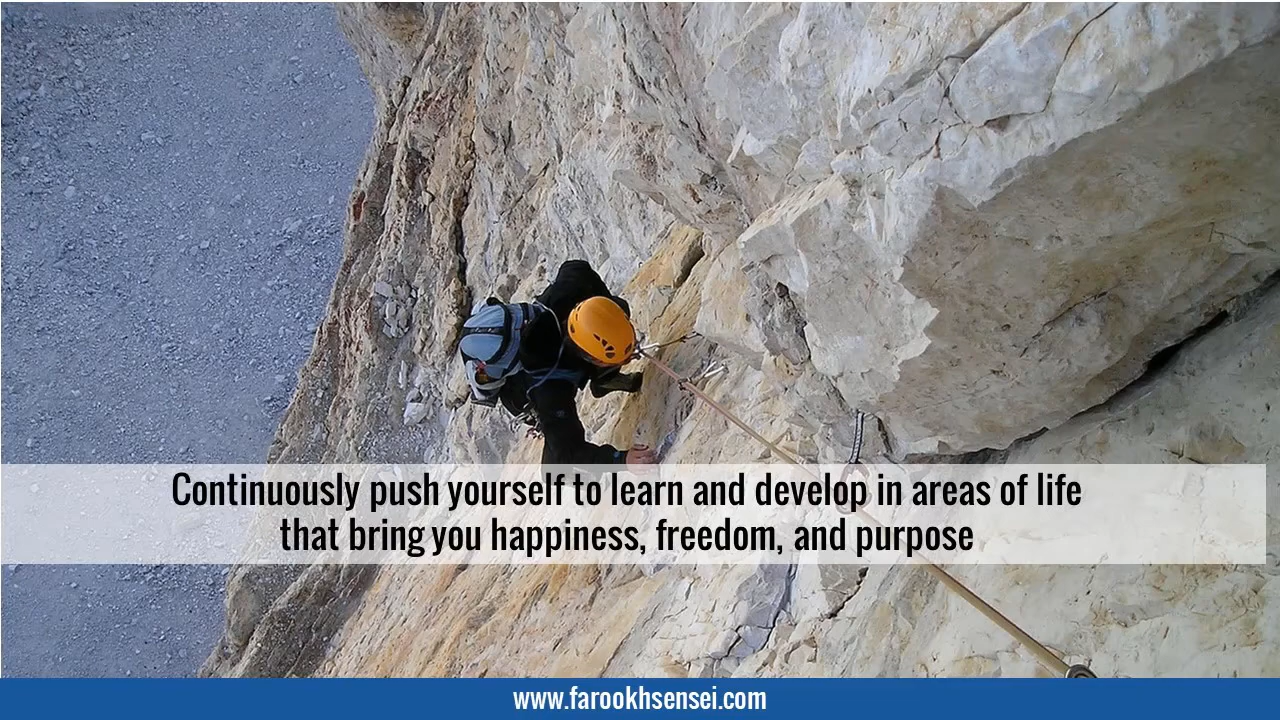 Continuously push yourself to learn and develop in areas of life
that bring you happiness, freedom, and purpose
www.farookhsensei.com